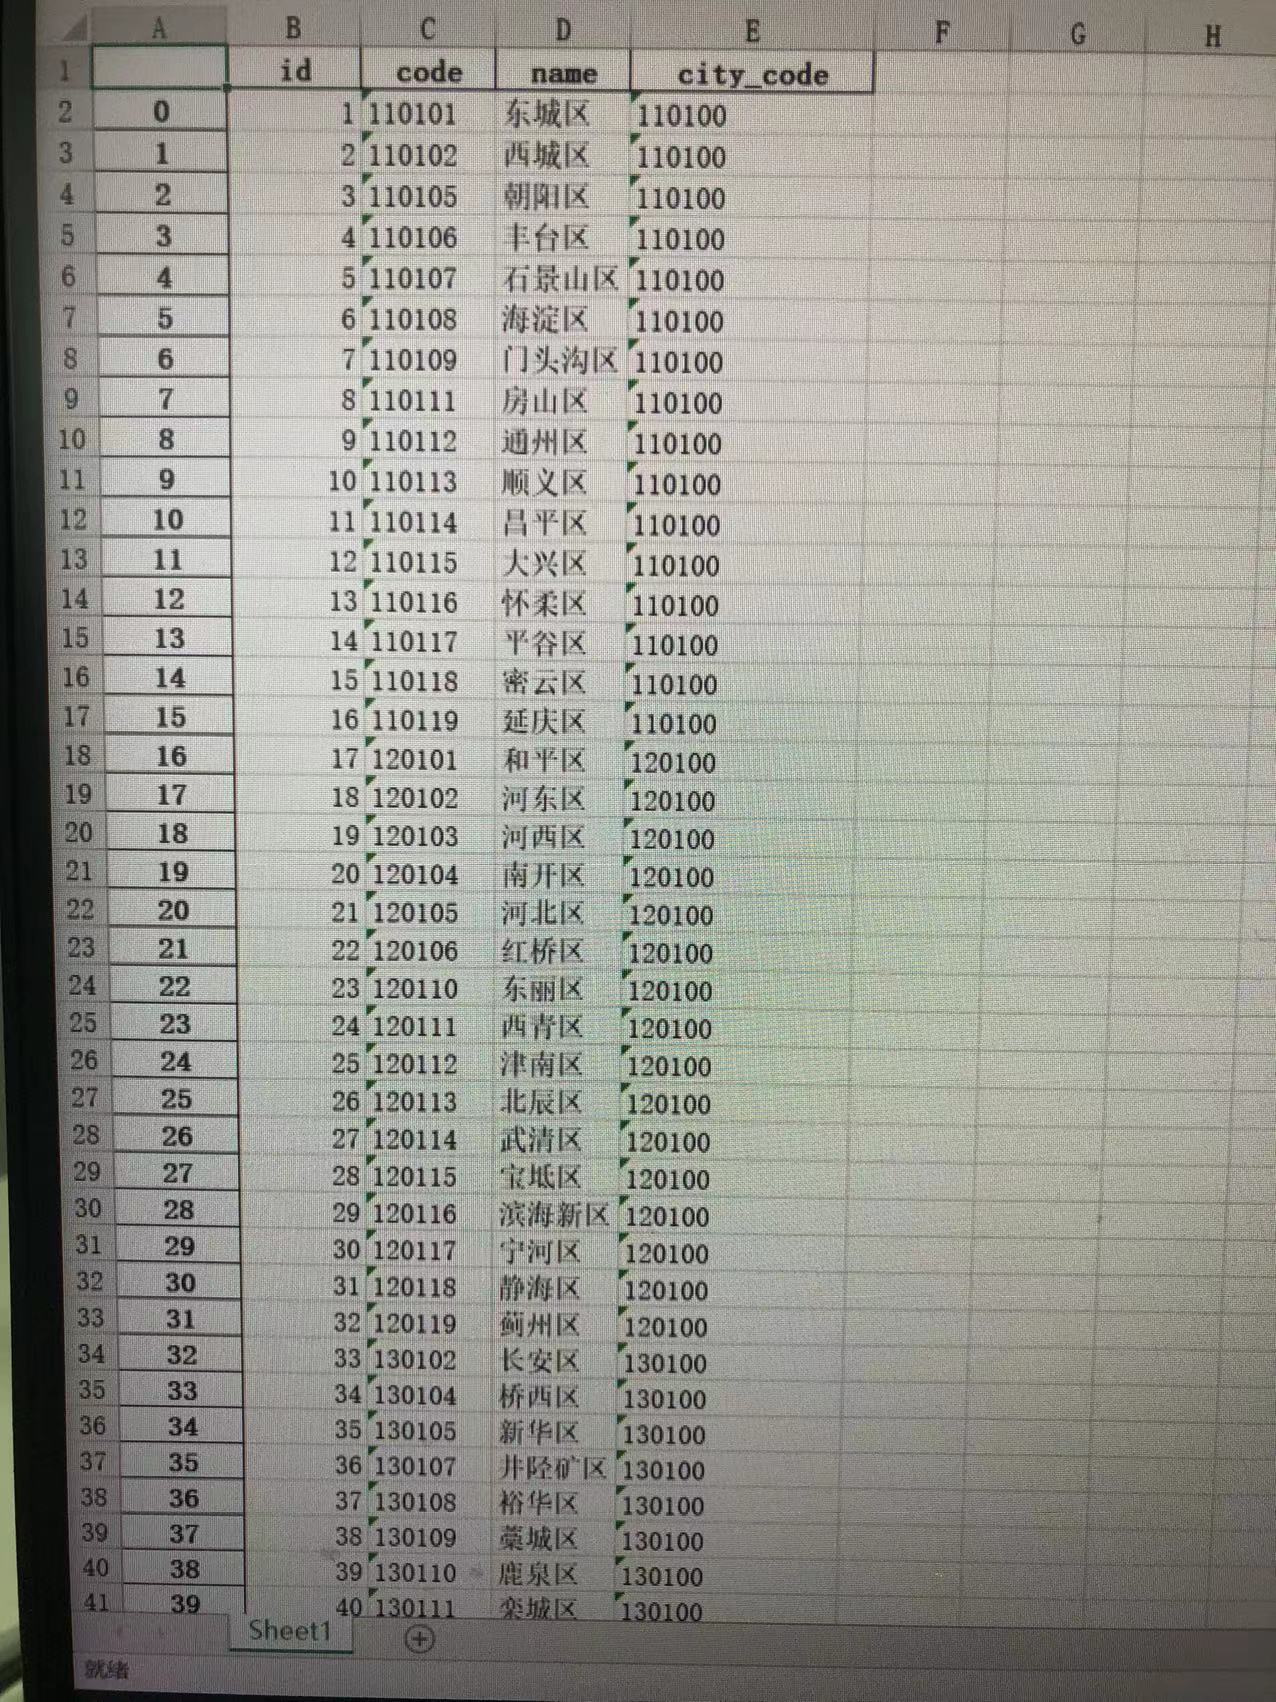 A B C D E F G H
1 id code name city_code
2 0 1 110101 东城区 110100
3 1 2 110102 西城区 110100
4 2 3 110105 朝阳区 110100
5 3 4 110106 丰台区 110100
6 4 5 110107 石景山区 110100
7 5 6 110108 海淀区 110100
8 6 7 110109 门头沟区 110100
9 7 8 110111 房山区 110100
10 8 9 110112 通州区 110100
11 9 10 110113 顺义区 110100
12 10 11 110114 昌平区 110100
13 11 12 110115 大兴区 110100
14 12 13 110116 怀柔区 110100
15 13 14 110117 平谷区 110100
16 14 15 110118 密云区 110100
17 15 16 110119 延庆区 110100
18 16 17 120101 和平区 120100
19 17 18 120102 河东区 120100
20 18 19 120103 河西区 120100
21 19 20 120104 南开区 120100
22 20 21 120105 河北区 120100
23 21 22 120106 红桥区 120100
24 22 23 120110 东丽区 120100
25 23 24 120111 西青区 120100
26 24 25 120112 津南区 120100
27 25 26 120113 北辰区 120100
28 26 27 120114 武清区 120100
29 27 28 120115 宝坻区 120100
30 28 29 120116 滨海新区 120100
31 29 30 120117 宁河区 120100
32 30 31 120118 静海区 120100
33 31 32 120119 蓟州区 120100
34 32 33 130102 长安区 130100
35 33 34 130104 桥西区 130100
36 34 35 130105 新华区 130100
37 35 36 130107 井陉矿区 130100
38 36 37 130108 裕华区 130100
39 37 38 130109 藁城区 130100
40 38 39 130110 鹿泉区 130100
41 39 40 130111 栾城区 130100
Sheet1
就绪